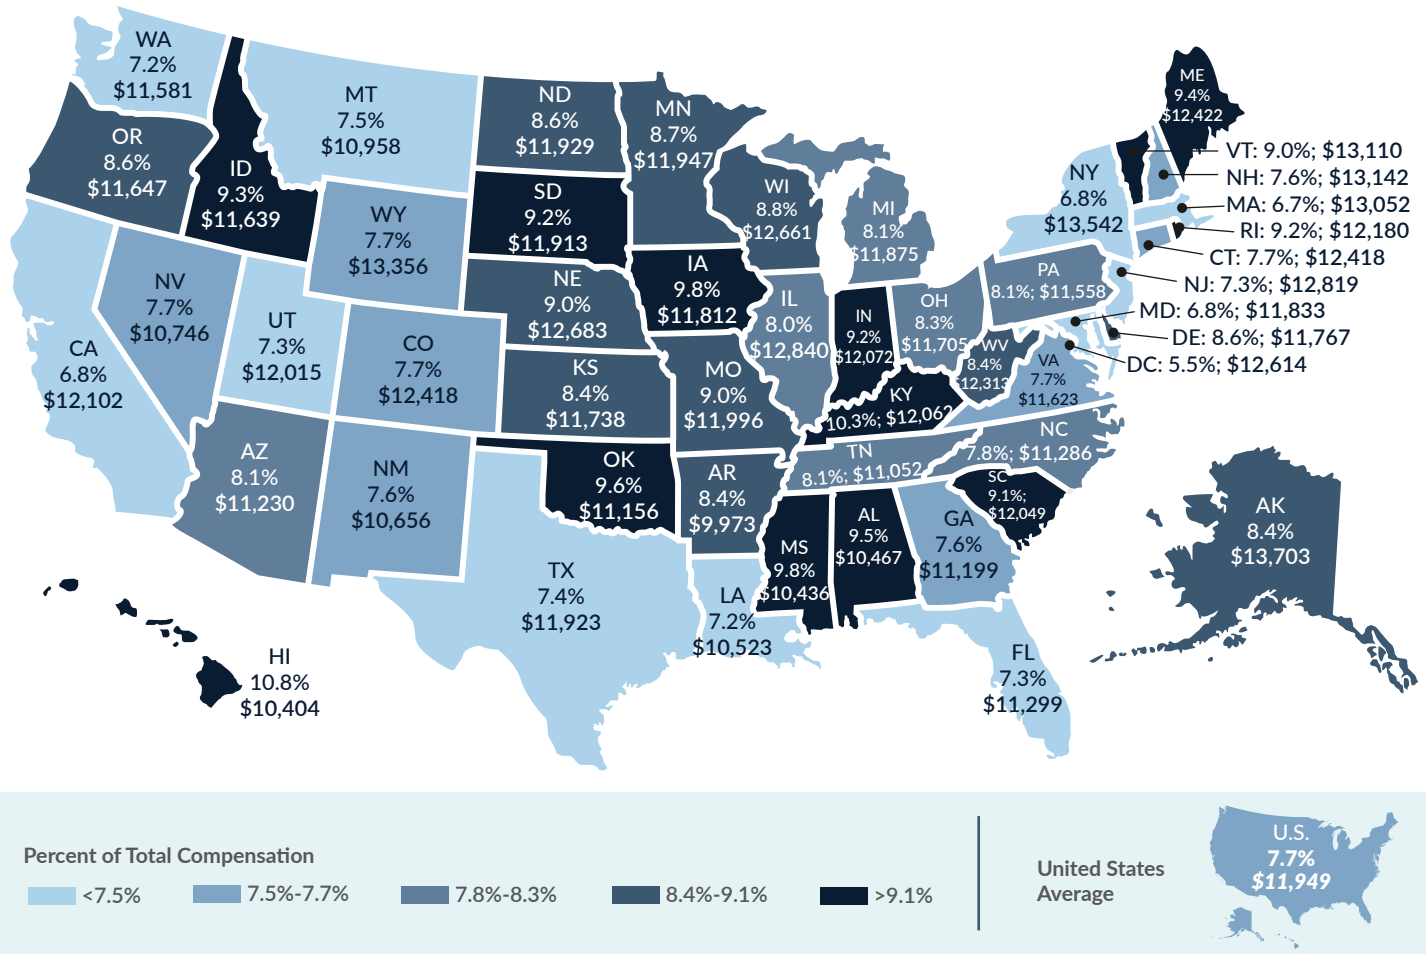 WA
7.2%
$11,581
MT
7.5%
$10,958
ND
8.6%
$11,929
MN
8.7%
$11,947
ME
9.4%
$12,422
OR
8.6%
$11,647
ID
9.3%
$11,639
SD
9.2%
$11,913
WI
8.8%
$12,661
MI
8.1%
$11,875
NY
6.8%
$13,542
VT: 9.0%; $13,110
NH: 7.6%; $13,142
MA: 6.7%; $13,052
RI: 9.2%; $12,180
CT: 7.7%; $12,418
NJ: 7.3%; $12,819
MD: 6.8%; $11,833
DE: 8.6%; $11,767
DC: 5.5%; $12,614
WY
7.7%
$13,356
NV
7.7%
$10,746
NE
9.0%
$12,683
IA
9.8%
$11,812
IL
8.0%
$12,840
IN
9.2%
$12,072
OH
8.3%
$11,705
PA
8.1%; $11,558
CA
6.8%
$12,102
UT
7.3%
$12,015
CO
7.7%
$12,418
KS
8.4%
$11,738
MO
9.0%
$11,996
WV
8.4%
$12,313
VA
7.7%
$11,623
KY
10.3%; $12,062
AZ
8.1%
$11,230
NM
7.6%
$10,656
OK
9.6%
$11,156
AR
8.4%
$9,973
TN
8.1%; $11,052
NC
7.8%; $11,286
SC
9.1%;
$12,049
MS
9.8%
$10,436
AL
9.5%
$10,467
GA
7.6%
$11,199
AK
8.4%
$13,703
TX
7.4%
$11,923
LA
7.2%
$10,523
FL
7.3%
$11,299
HI
10.8%
$10,404
Percent of Total Compensation
<7.5%
7.5%-7.7%
7.8%-8.3%
8.4%-9.1%
>9.1%
United States
Average
U.S.
7.7%
$11,949